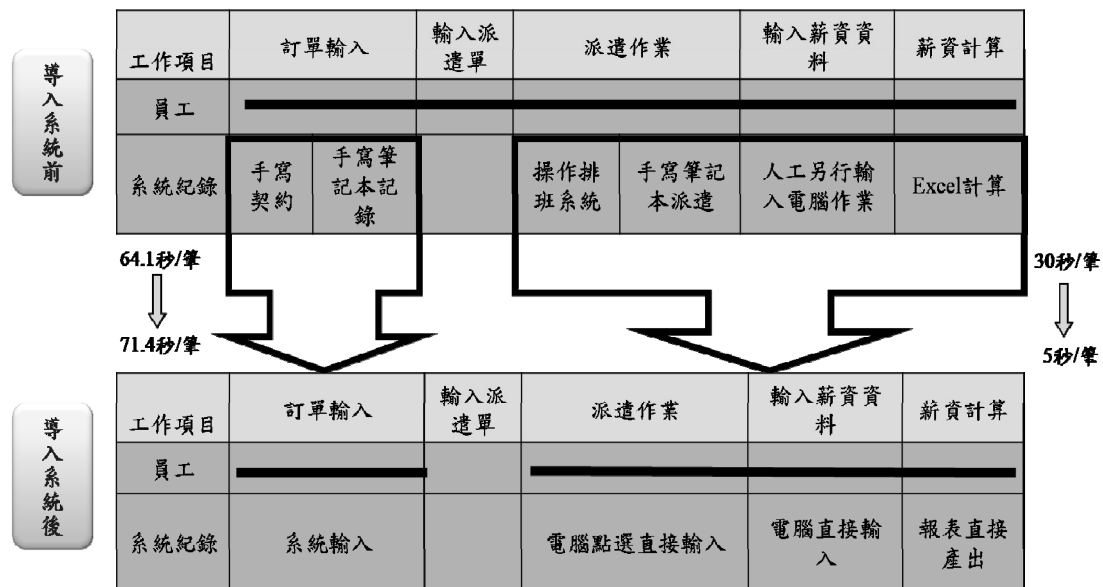 導入系統前
工作項目
訂單輸入
輸入派
遣單
派遣作業
輸入薪資資
料
薪資計算
員工
系統紀錄
手寫
契約
手寫筆
記本記
錄
操作排
班系統
手寫筆記
本派遣
人工另行輸
入電腦作業
Excel計算
64.1秒/筆
71.4秒/筆
30秒/筆
5秒/筆
導入系統後
工作項目
訂單輸入
輸入派
遣單
派遣作業
輸入薪資資
料
薪資計算
員工
系統紀錄
系統輸入
電腦點選直接輸入
電腦直接輸
入
報表直接
產出